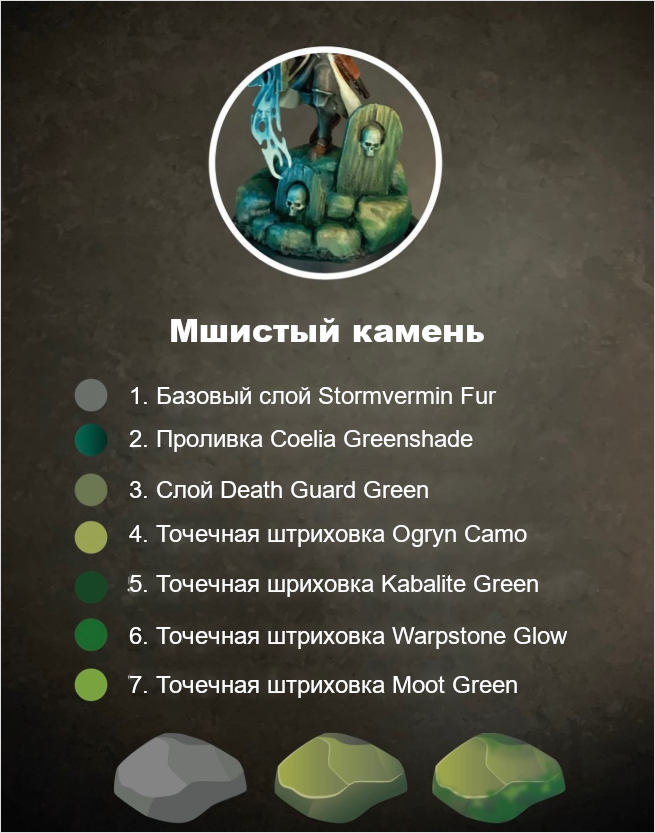 Мшистый камень
1. Базовый слой Stormvermin Fur
2. Проливка Coelia Greenshade
3. Слой Death Guard Green
4. Точечная штриховка Ogryn Camo
5. Точечная шриховка Kabalite Green
6. Точечная штриховка Warpstone Glow
7. Точечная штриховка Moot Green